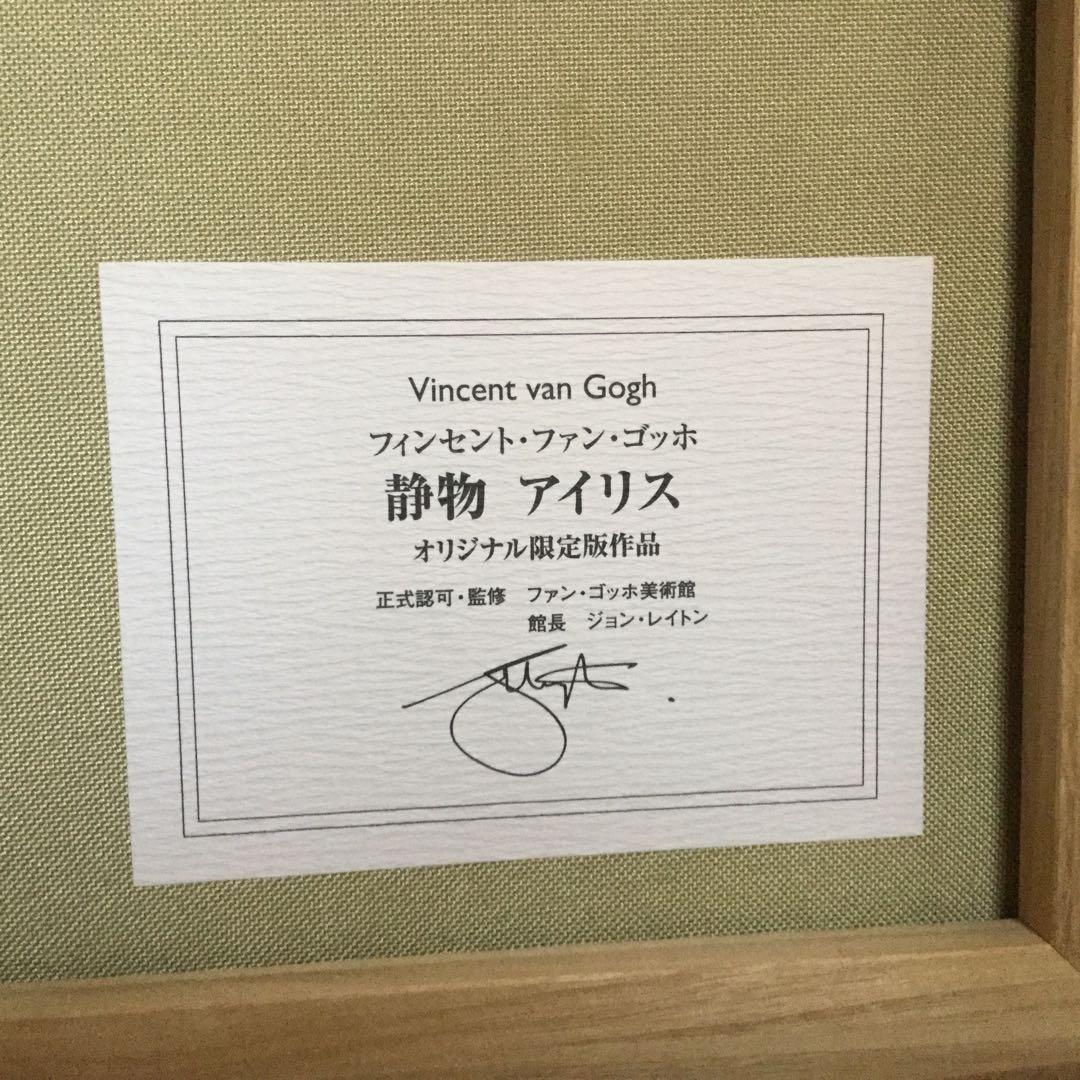 Vincent van Gogh
フィンセント・ファン・ゴッホ
静物 アイリス
オリジナル限定版作品
正式認可・監修 ファン・ゴッホ美術館
館長 ジョン・レイトン